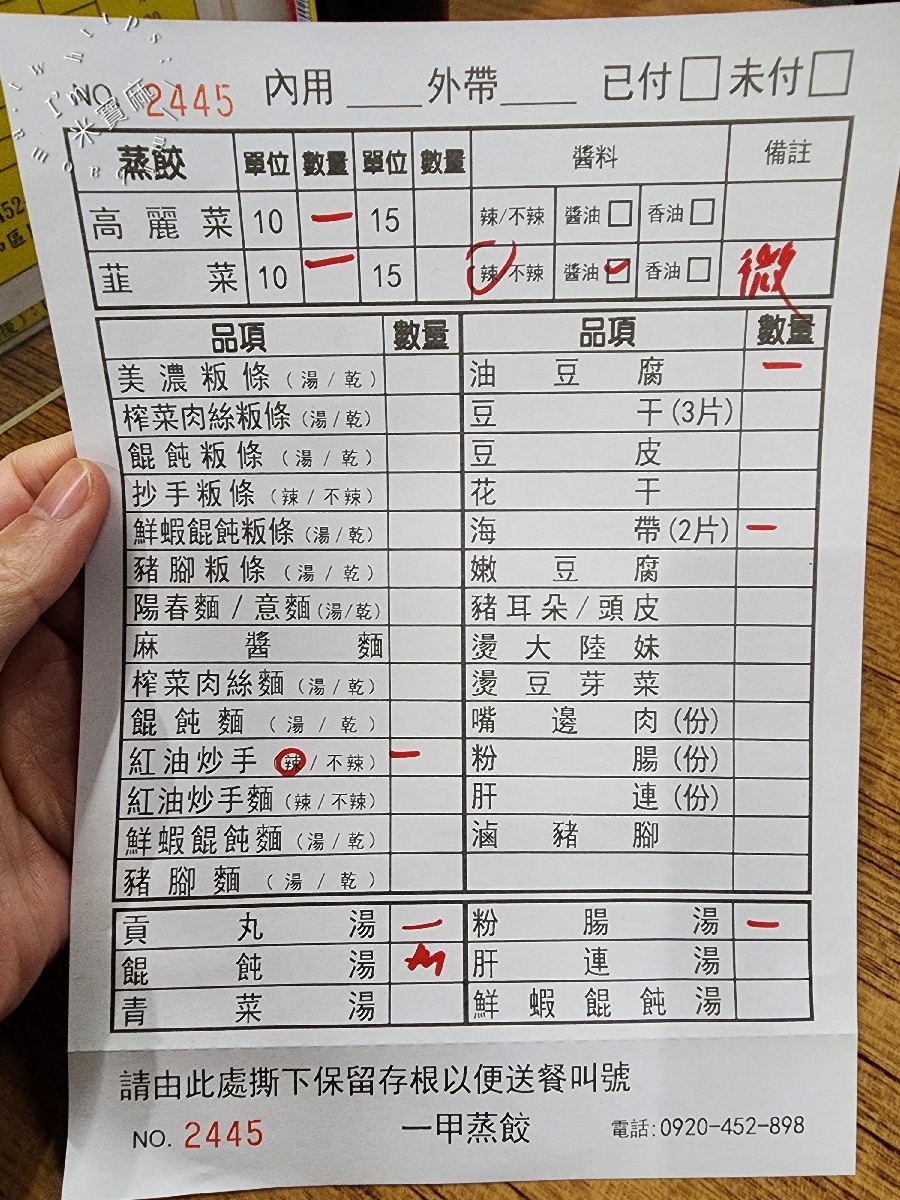 NO. 2445 內用____外帶____ 已付□ 未付□
米寶麻
蒸餃 單位 數量 單位 數量 醬料 備註
高麗菜 10 一 15 辣/不辣 醬油□ 香油□
韮菜 10 一 15 辣/不辣 醬油□ 香油□ 微
品項 數量 品項 數量
美濃粄條(湯/乾) 油豆腐 一
榨菜肉絲粄條(湯/乾) 豆干(3片)
餛飩粄條(湯/乾) 豆皮
抄手粄條(辣/不辣) 花干
鮮蝦餛飩粄條(湯/乾) 海帶(2片) 一
豬腳粄條(湯/乾) 嫩豆腐
陽春麵/意麵(湯/乾) 豬耳朵/頭皮
麻醬麵 燙大陸妹
榨菜肉絲麵(湯/乾) 燙豆芽菜
餛飩麵(湯/乾) 嘴邊肉(份)
紅油炒手(辣/不辣) 一 粉腸(份)
紅油炒手麵(辣/不辣) 肝連(份)
鮮蝦餛飩麵(湯/乾) 滷豬腳
豬腳麵(湯/乾)
貢丸湯 一 粉腸湯 一
餛飩湯 肝連湯
青菜湯 鮮蝦餛飩湯
請由此處撕下保留存根以便送餐叫號
NO. 2445 一甲蒸餃 電話:0920-452-898